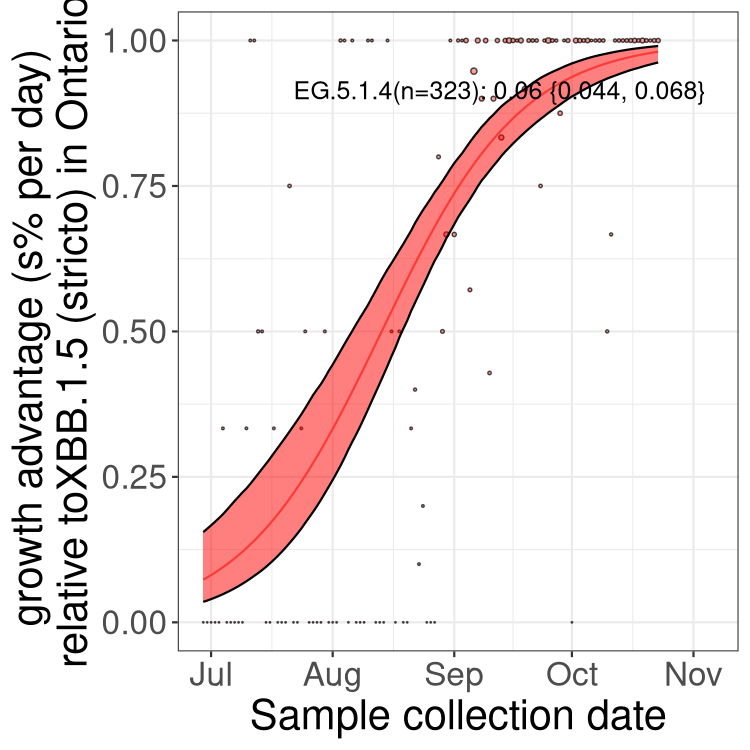 growth advantage (s% per day)
relative toXBB.1.5 (stricto) in Ontario
1.00
0.75
0.50
0.25
0.00
EG.5.1.4(n=323): 0.06 {0.044, 0.068}
Jul Aug Sep Oct Nov
Sample collection date